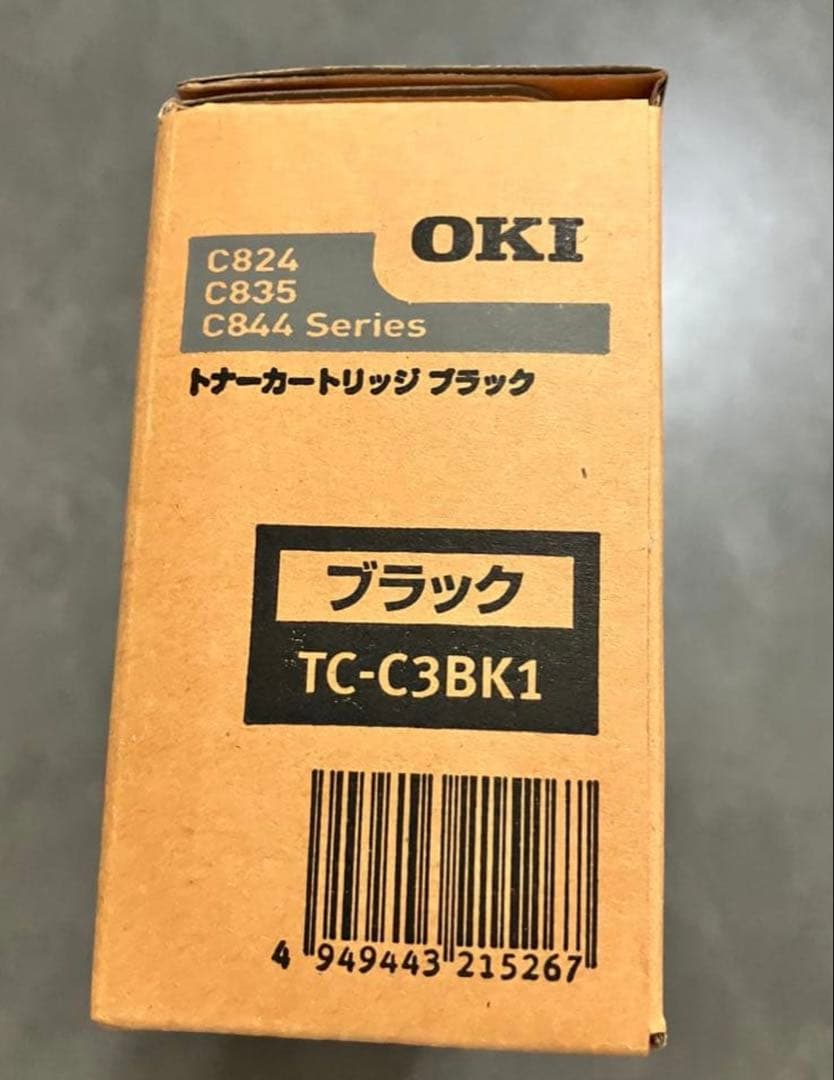 OKI
C824
C835
C844 Series
トナーカートリッジ ブラック
ブラック
TC-C3BK1
4 949443 215267